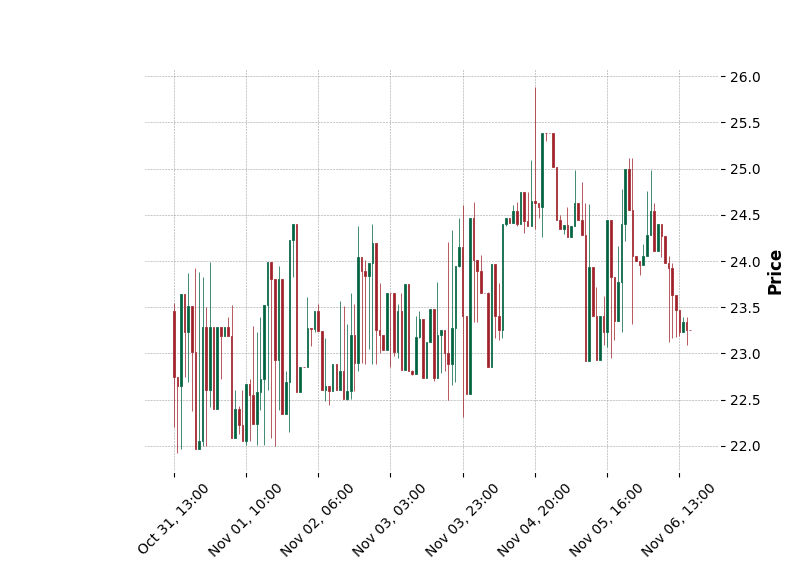 26.0
25.5
25.0
24.5
24.0
23.5
23.0
22.5
22.0
Price
Oct 31, 13:00
Nov 01, 10:00
Nov 02, 06:00
Nov 03, 03:00
Nov 03, 23:00
Nov 04, 20:00
Nov 05, 16:00
Nov 06, 13:00